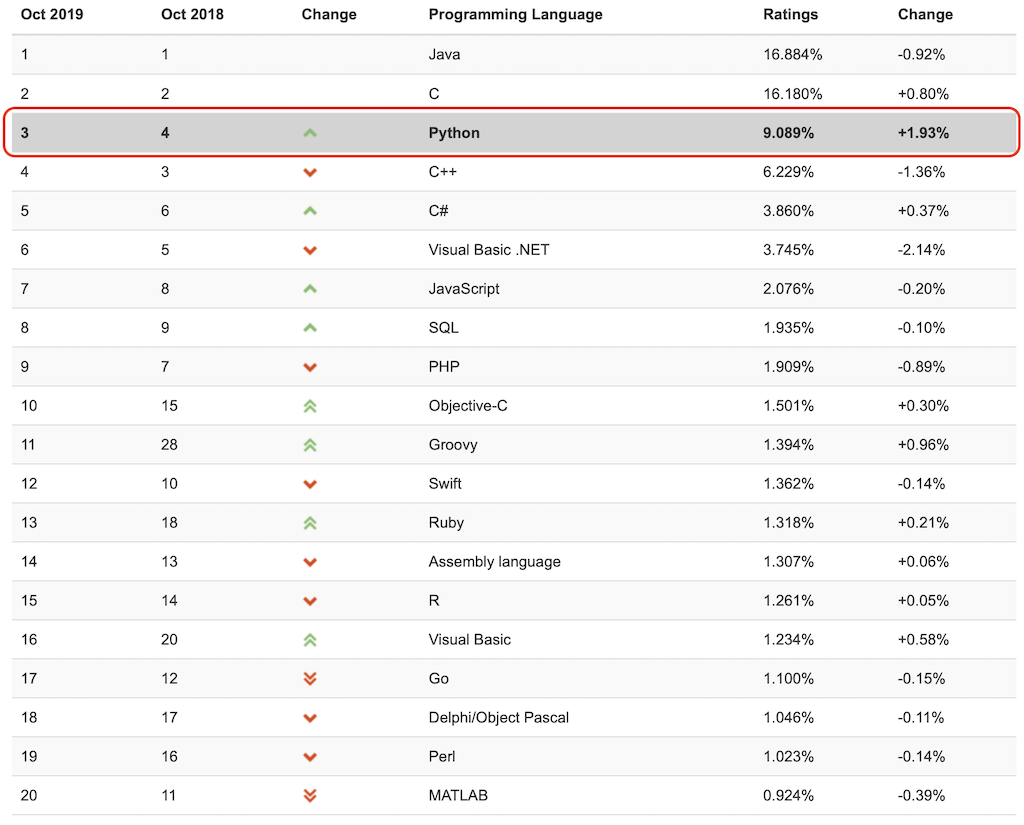 Oct 2019 Oct 2018 Change Programming Language Ratings Change
1 1 Java 16.884% -0.92%
2 2 C 16.180% +0.80%
3 4 Python 9.089% +1.93%
4 3 C++ 6.229% -1.36%
5 6 C# 3.860% +0.37%
6 5 Visual Basic .NET 3.745% -2.14%
7 8 JavaScript 2.076% -0.20%
8 9 SQL 1.935% -0.10%
9 7 PHP 1.909% -0.89%
10 15 Objective-C 1.501% +0.30%
11 28 Groovy 1.394% +0.96%
12 10 Swift 1.362% -0.14%
13 18 Ruby 1.318% +0.21%
14 13 Assembly language 1.307% +0.06%
15 14 R 1.261% +0.05%
16 20 Visual Basic 1.234% +0.58%
17 12 Go 1.100% -0.15%
18 17 Delphi/Object Pascal 1.046% -0.11%
19 16 Perl 1.023% -0.14%
20 11 MATLAB 0.924% -0.39%